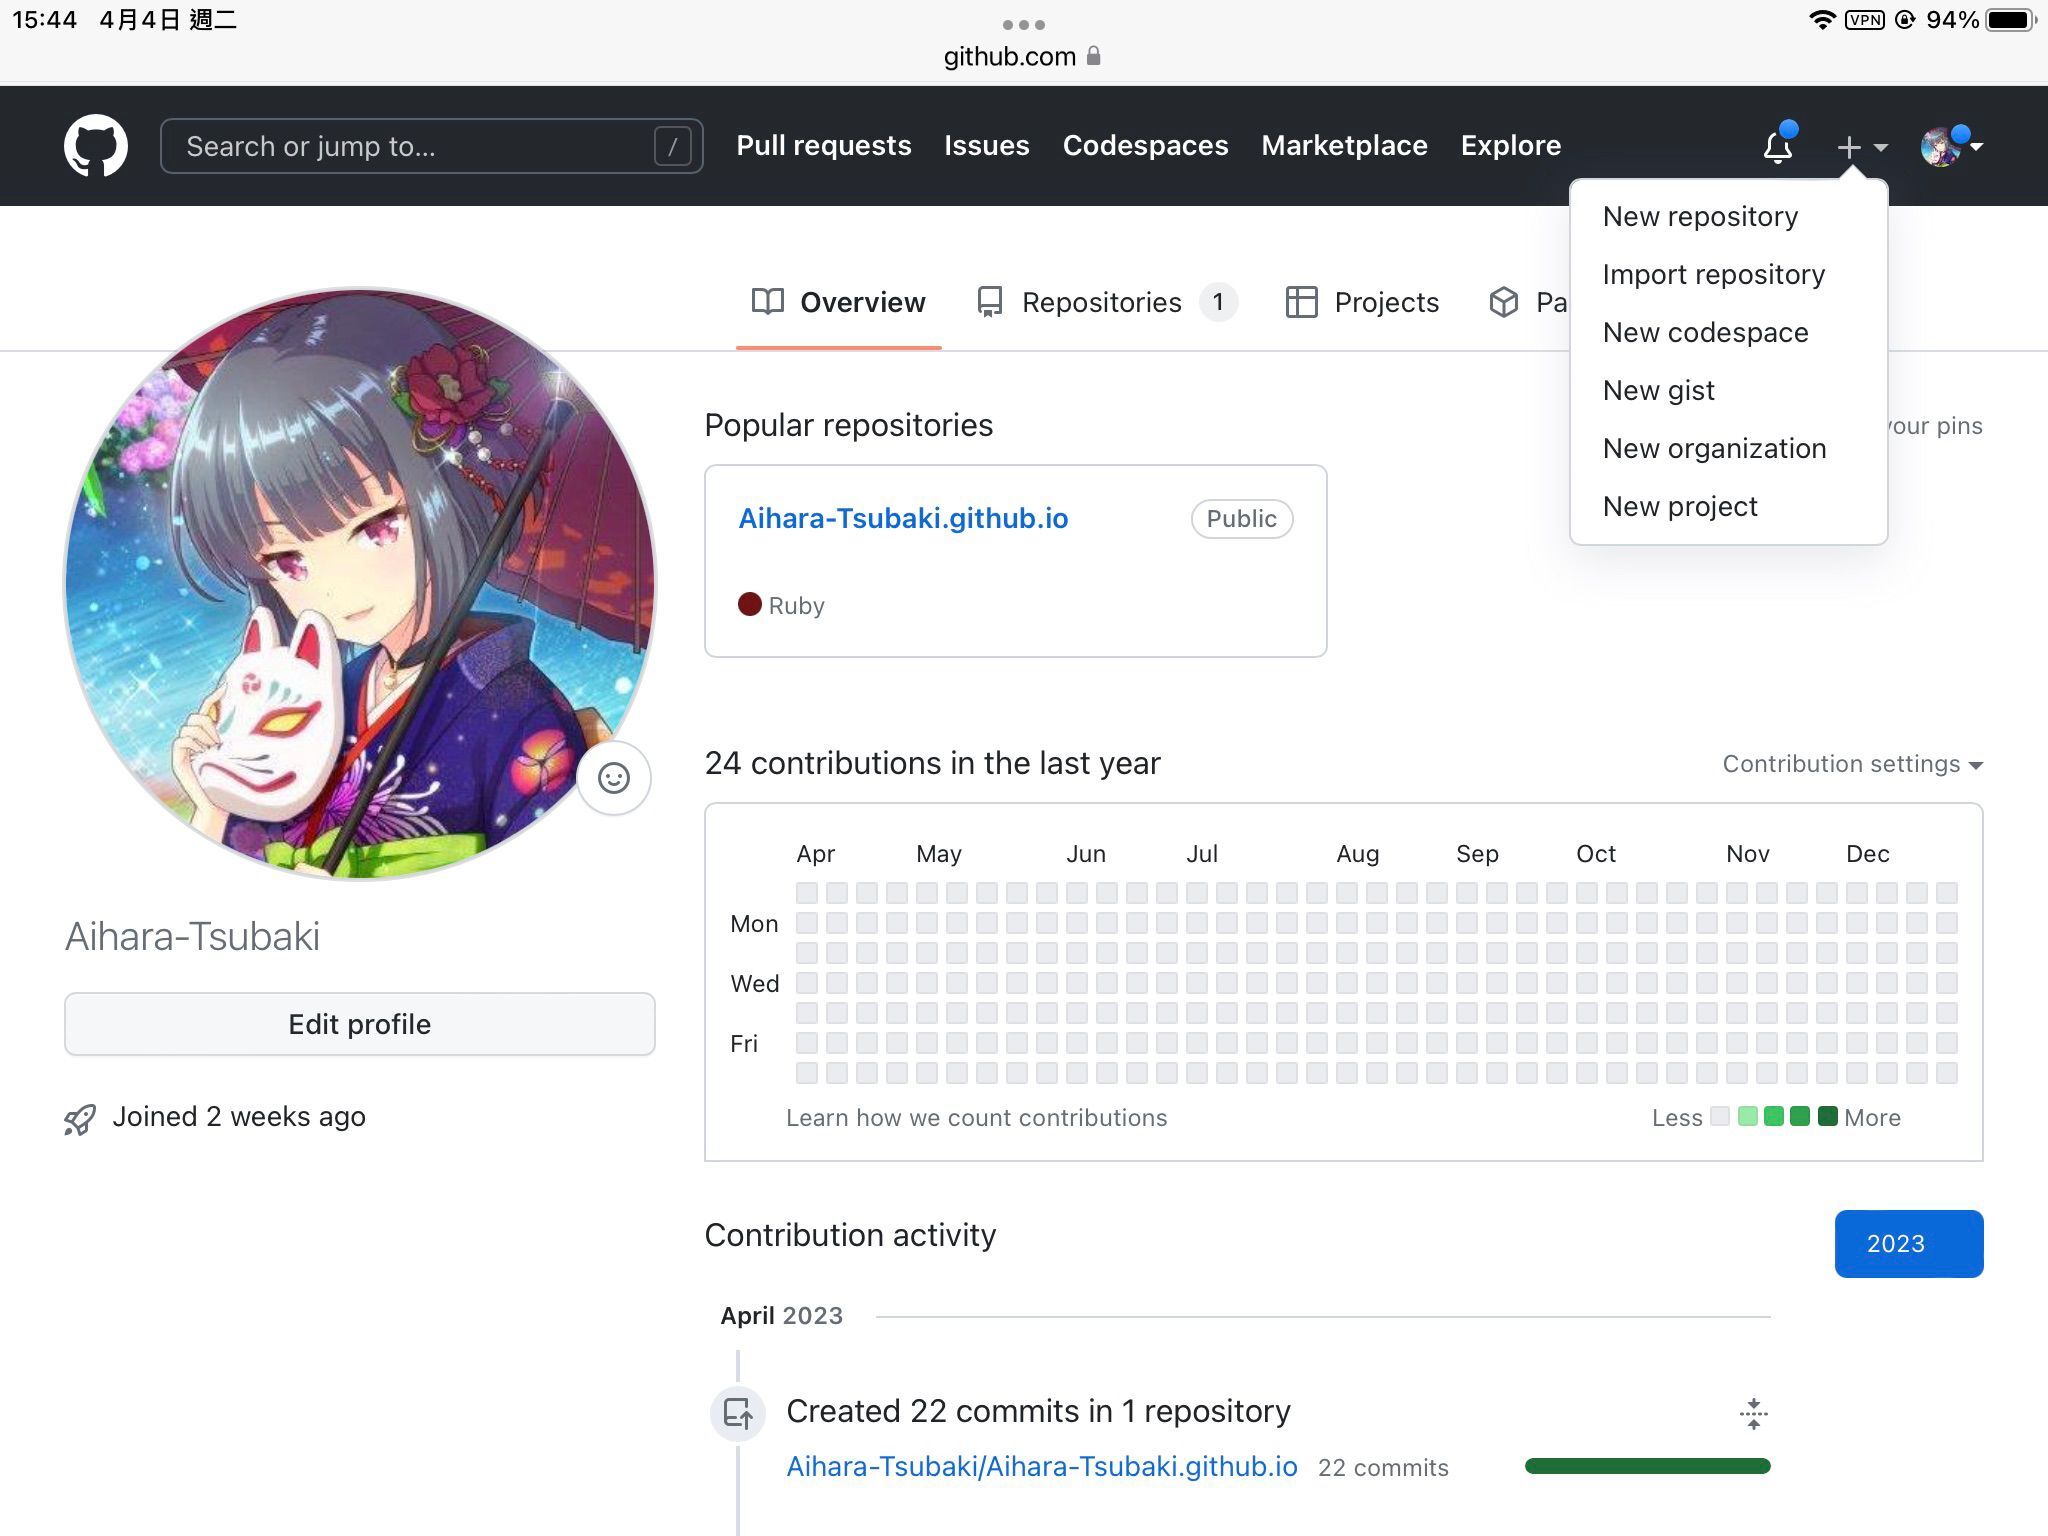 15:44 4月4日 週二
VPN 94%
github.com
Search or jump to... /
Pull requests Issues Codespaces Marketplace Explore
New repository
Import repository
New codespace
New gist
New organization
New project
Overview Repositories 1 Projects Pa
Popular repositories
your pins
Aihara-Tsubaki.github.io Public
Ruby
24 contributions in the last year
Contribution settings
Apr May Jun Jul Aug Sep Oct Nov Dec
Mon
Wed
Fri
Learn how we count contributions
Less More
Aihara-Tsubaki
Edit profile
Joined 2 weeks ago
Contribution activity
2023
April 2023
Created 22 commits in 1 repository
Aihara-Tsubaki/Aihara-Tsubaki.github.io 22 commits